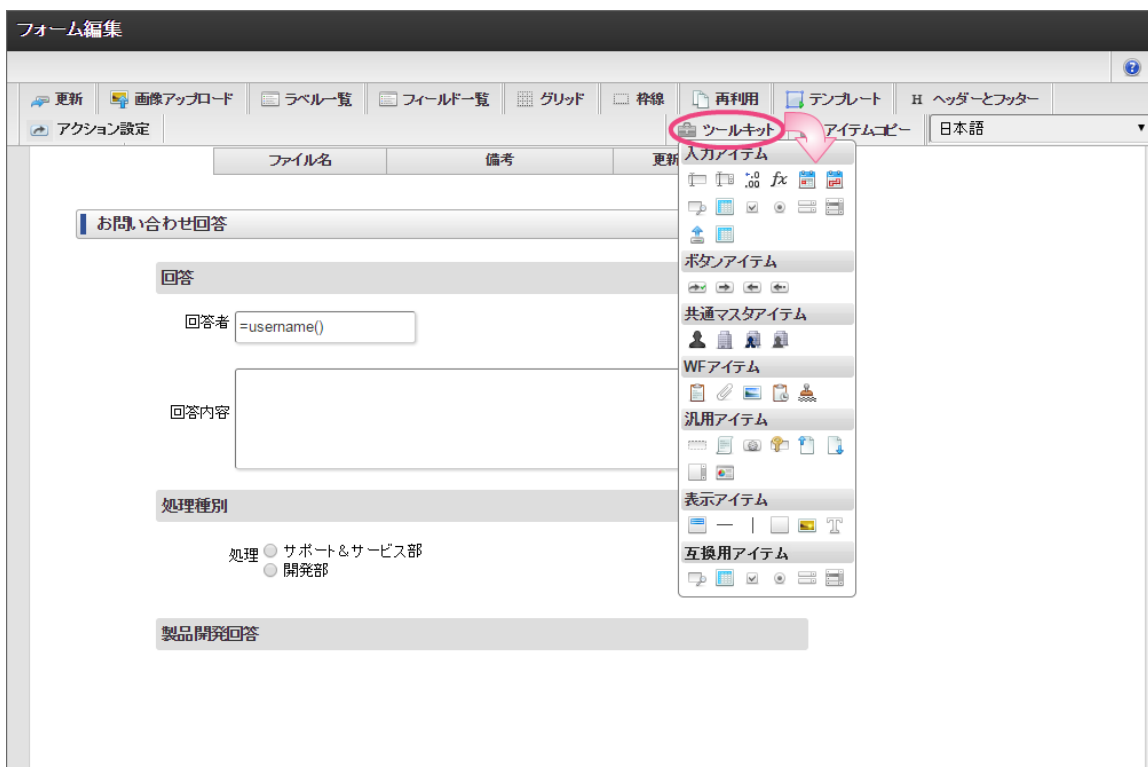 フォーム編集
更新 画像アップロード ラベル一覧 フィールド一覧 グリッド 枠線 再利用 テンプレート H ヘッダーとフッター
アクション設定 ツールキット アイテムコピー 日本語
ファイル名 備考 更新
入力アイテム
お問い合わせ回答
ボタンアイテム
回答
共通マスタアイテム
回答者 =username()
WFアイテム
回答内容
汎用アイテム
処理種別
表示アイテム
処理 サポート&サービス部
開発部
互換用アイテム
製品開発回答